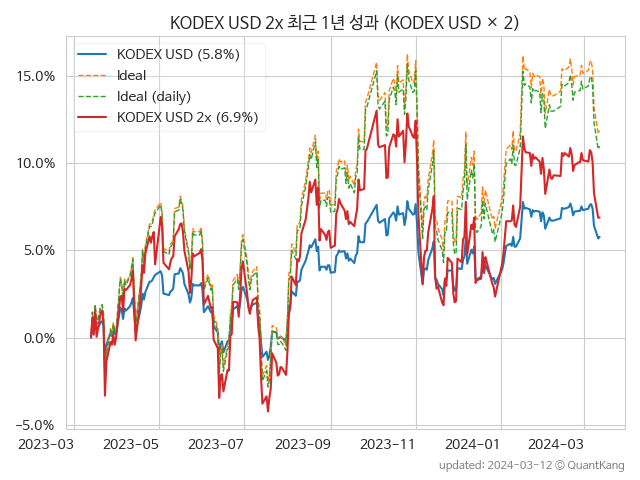 KODEX USD 2x 최근 1년 성과 (KODEX USD × 2)
KODEX USD (5.8%)
Ideal
Ideal (daily)
KODEX USD 2x (6.9%)
15.0%
10.0%
5.0%
0.0%
-5.0%
2023-03 2023-05 2023-07 2023-09 2023-11 2024-01 2024-03
updated: 2024-03-12 © QuantKang